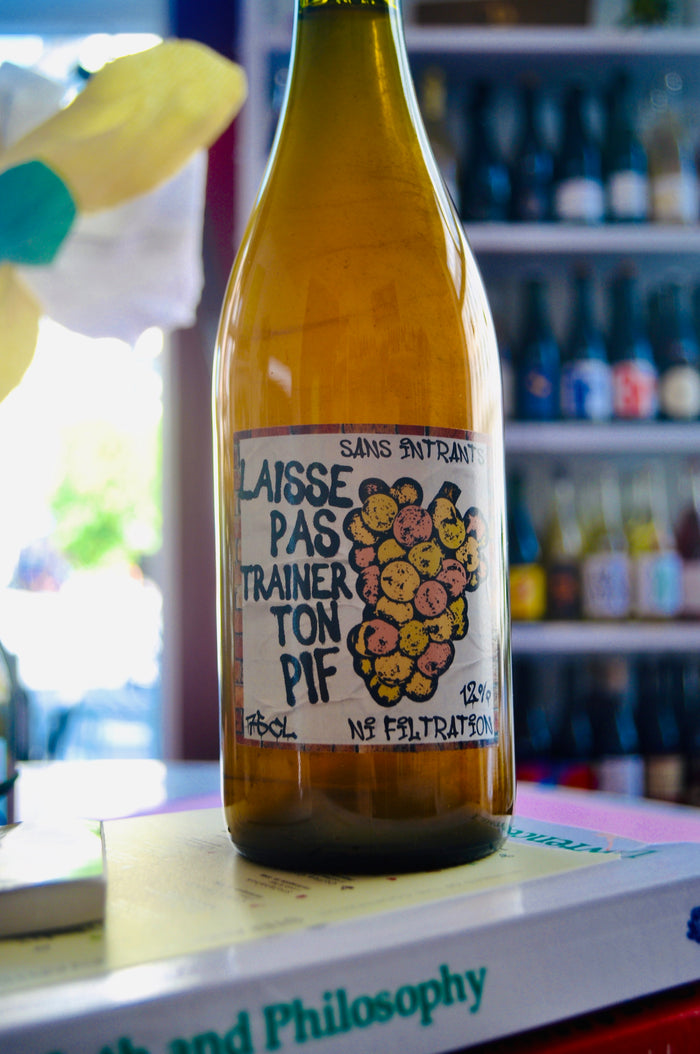 SANS INTRANTS
LAISSE
PAS
TRAINER
TON
PIF
12%
75CL
NI FILTRATION
and Philosophy